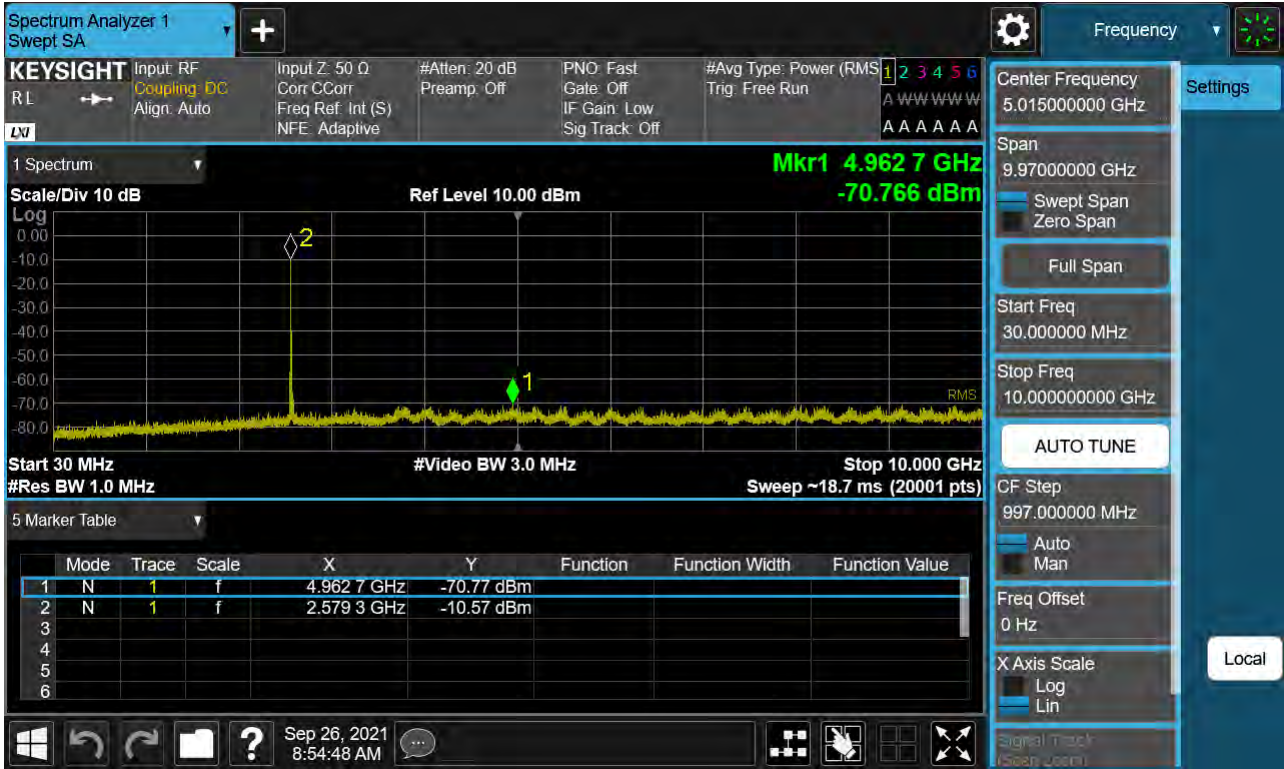 Spectrum Analyzer 1
Swept SA
Frequency
KEYSIGHT
R L
LXI
Input: RF
Coupling: DC
Align: Auto
Input Z: 50 Ω
Corr CCorr
Freq Ref: Int (S)
NFE: Adaptive
#Atten: 20 dB
Preamp: Off
PNO: Fast
Gate: Off
IF Gain: Low
Sig Track: Off
#Avg Type: Power (RMS
Trig: Free Run
1 2 3 4 5 6
A W W W W W
A A A A A A
1 Spectrum
Scale/Div 10 dB
Ref Level 10.00 dBm
Mkr1 4.962 7 GHz
-70.766 dBm
Log
0.00
-10.0
-20.0
-30.0
-40.0
-50.0
-60.0
-70.0
-80.0
2
1
RMS
Start 30 MHz
#Video BW 3.0 MHz
Stop 10.000 GHz
#Res BW 1.0 MHz
Sweep ~18.7 ms (20001 pts)
5 Marker Table
Mode Trace Scale X Y Function Function Width Function Value
1 N 1 f 4.962 7 GHz -70.77 dBm
2 N 1 f 2.579 3 GHz -10.57 dBm
3
4
5
6
Sep 26, 2021
8:54:48 AM
Center Frequency
5.015000000 GHz
Span
9.97000000 GHz
Swept Span
Zero Span
Full Span
Start Freq
30.000000 MHz
Stop Freq
10.000000000 GHz
AUTO TUNE
CF Step
997.000000 MHz
Auto
Man
Freq Offset
0 Hz
X Axis Scale
Log
Lin
Signal Track
(Span Zoom)
Settings
Local